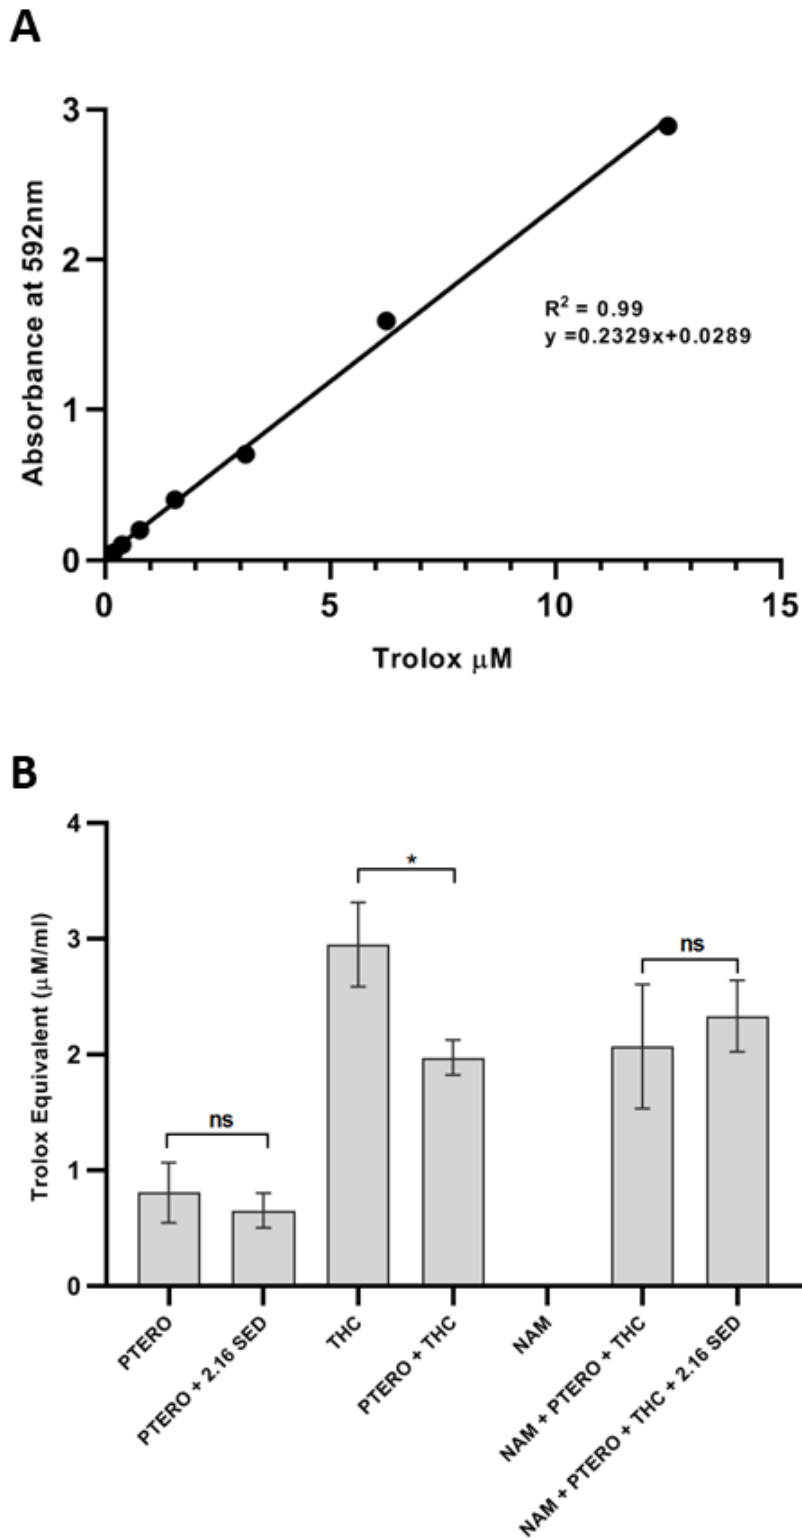 A
3
2
1
0
Absorbance at 592nm
R² = 0.99
y =0.2329x+0.0289
0 5 10 15
Trolox μM
B
4
3
2
1
0
Trolox Equivalent (μM/ml)
ns
*
ns
PTERO
PTERO + 2.16 SED
THC
PTERO + THC
NAM
NAM + PTERO + THC
NAM + PTERO + THC + 2.16 SED